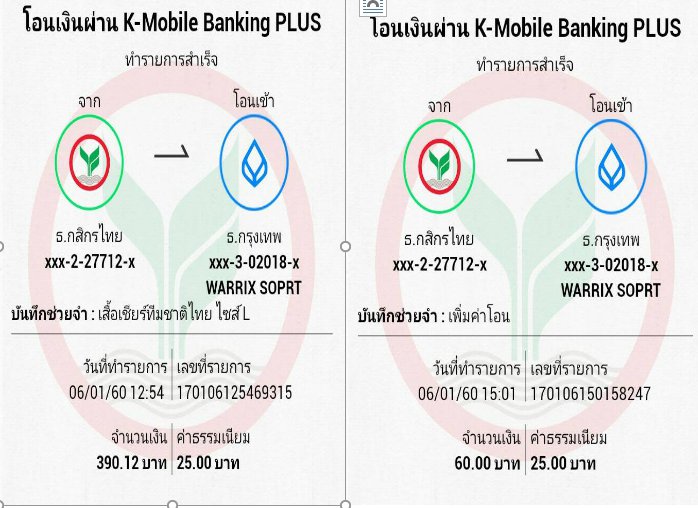 โอนเงินผ่าน K-Mobile Banking PLUS
ทำรายการสำเร็จ
จาก
โอนเข้า
ธ.กสิกรไทย
ธ.กรุงเทพ
xxx-2-27712-x
xxx-3-02018-x
WARRIX SOPRT
บันทึกช่วยจำ : เสื้อเชียร์ทีมชาติไทย ไซส์ L
วันที่ทำรายการ
เลขที่รายการ
06/01/60 12:54
170106125469315
จำนวนเงิน
ค่าธรรมเนียม
390.12 บาท
25.00 บาท
โอนเงินผ่าน K-Mobile Banking PLUS
ทำรายการสำเร็จ
จาก
โอนเข้า
ธ.กสิกรไทย
ธ.กรุงเทพ
xxx-2-27712-x
xxx-3-02018-x
WARRIX SOPRT
บันทึกช่วยจำ : เพิ่มค่าโอน
วันที่ทำรายการ
เลขที่รายการ
06/01/60 15:01
170106150158247
จำนวนเงิน
ค่าธรรมเนียม
60.00 บาท
25.00 บาท